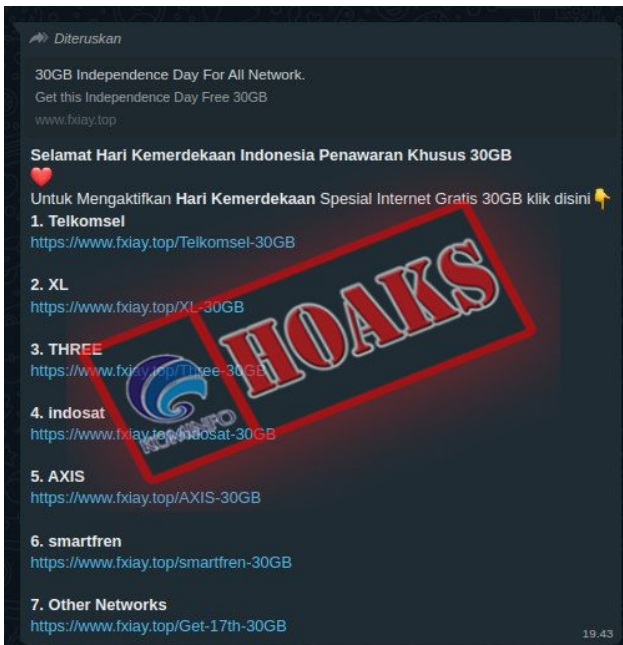 Diteruskan
30GB Independence Day For All Network.
Get this Independence Day Free 30GB
www.fxiay.top
Selamat Hari Kemerdekaan Indonesia Penawaran Khusus 30GB
❤️
Untuk Mengaktifkan Hari Kemerdekaan Spesial Internet Gratis 30GB klik disini👇
1. Telkomsel
https://www.fxiay.top/Telkomsel-30GB
2. XL
https://www.fxiay.top/XL-30GB
3. THREE
https://www.fxiay.top/Three-30GB
4. indosat
https://www.fxiay.top/indosat-30GB
5. AXIS
https://www.fxiay.top/AXIS-30GB
6. smartfren
https://www.fxiay.top/smartfren-30GB
7. Other Networks
https://www.fxiay.top/Get-17th-30GB
19.43
KOMINFO
HOAKS